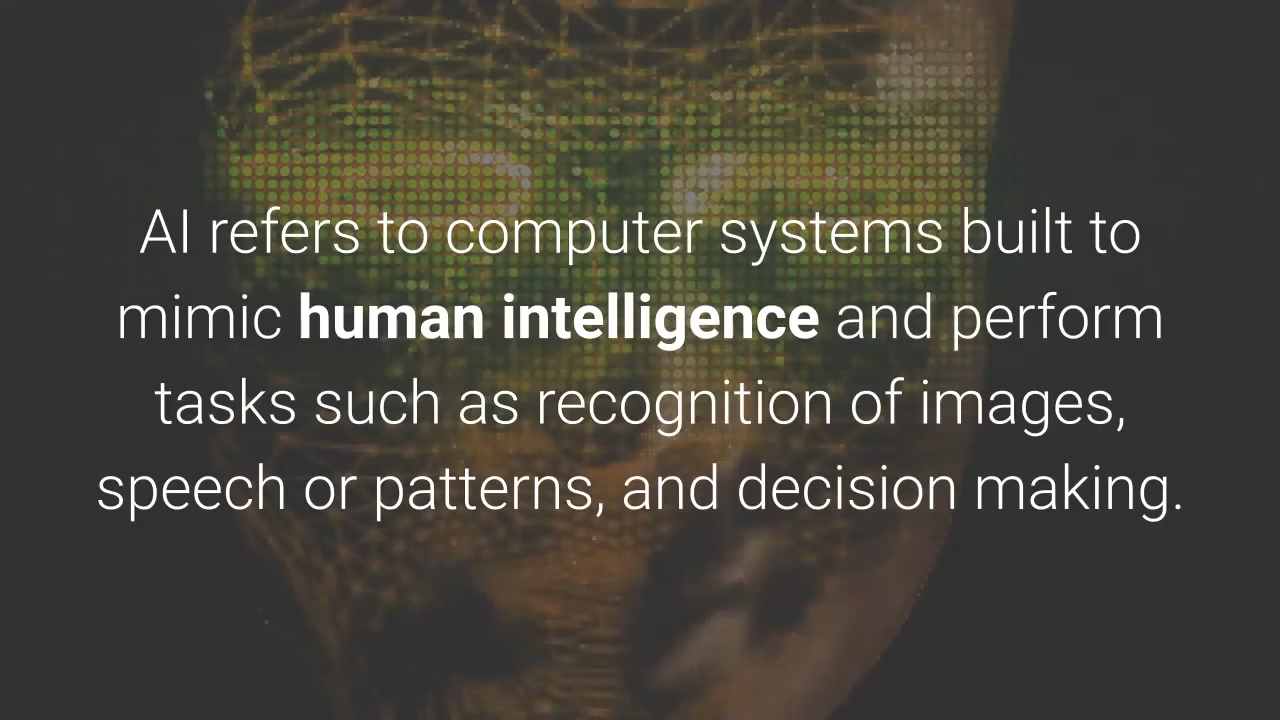 AI refers to computer systems built to
mimic human intelligence and perform
tasks such as recognition of images,
speech or patterns, and decision making.